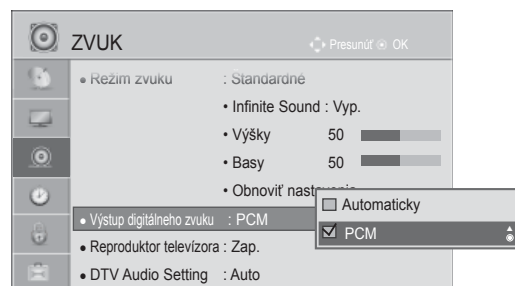 ZVUK
Presunúť OK
• Režim zvuku : Štandardné
• Infinite Sound : Vyp.
• Výšky 50
• Basy 50
• Obnoviť nastavenia
Automaticky
• Výstup digitálneho zvuku : PCM
PCM
• Reproduktor televízora : Zap.
• DTV Audio Setting : Auto